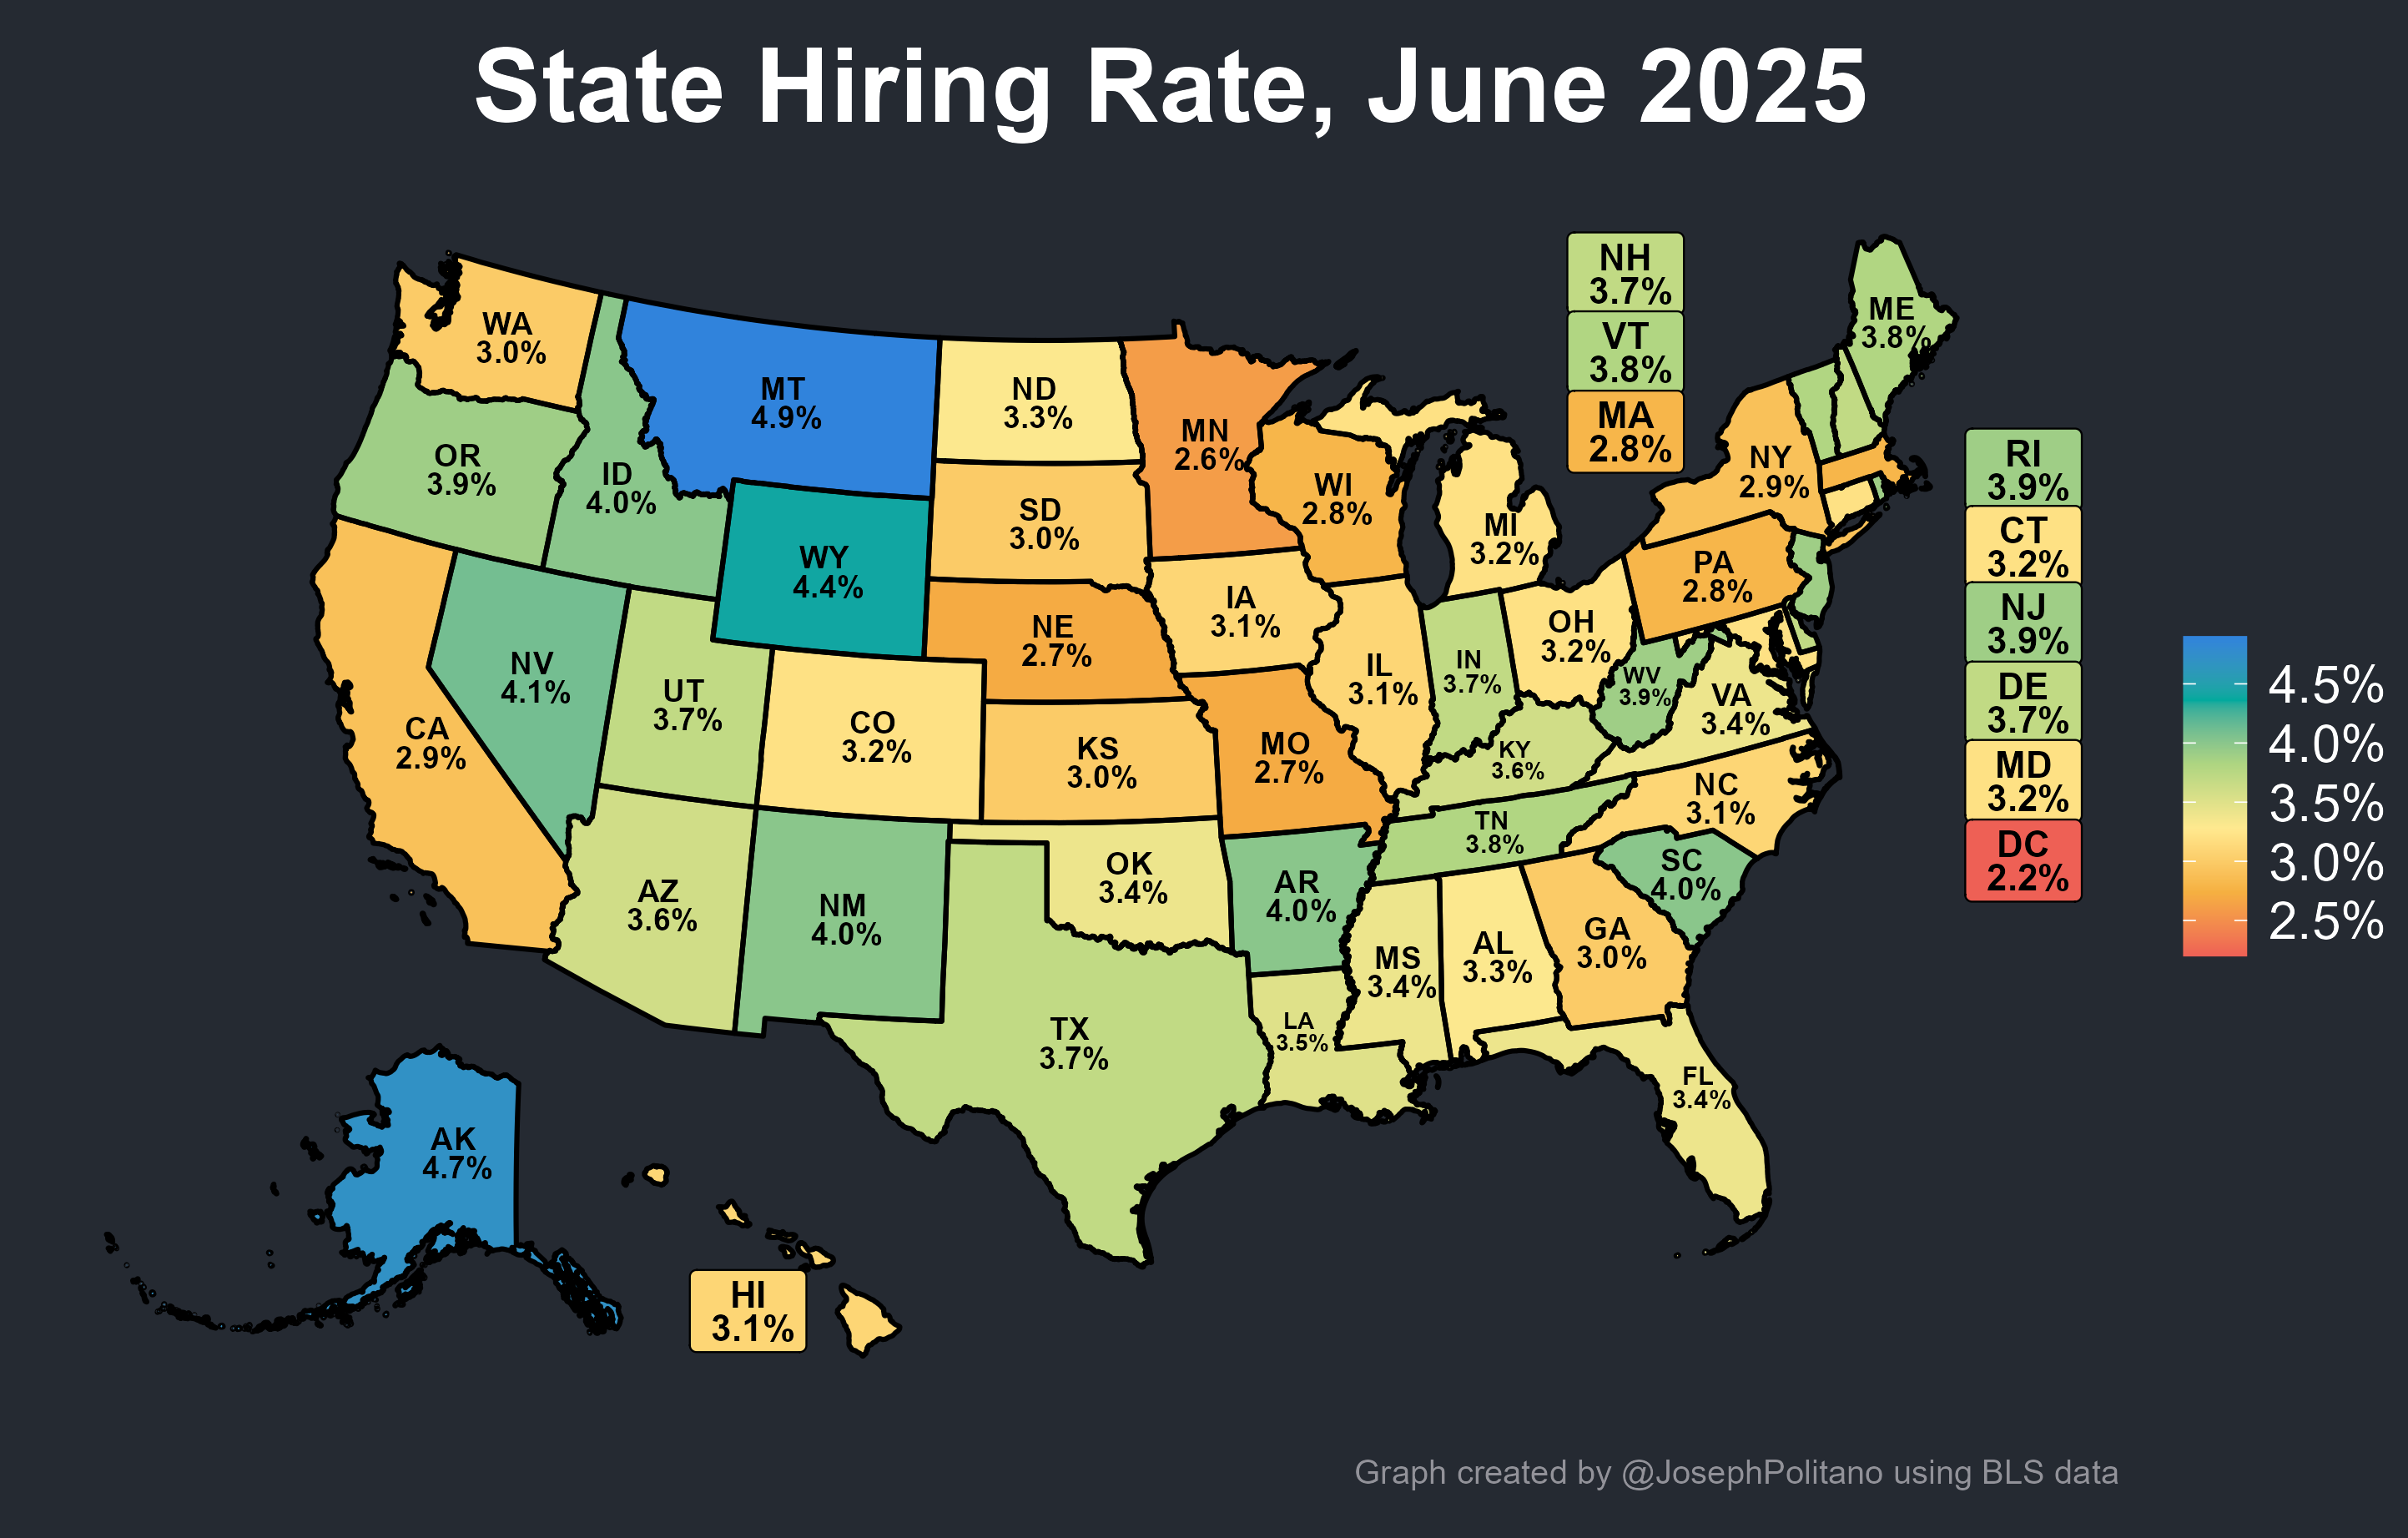 State Hiring Rate, June 2025
NH
3.7%
VT
3.8%
MA
2.8%
ME
3.8%
WA
3.0%
MT
4.9%
ND
3.3%
MN
2.6%
OR
3.9%
ID
4.0%
WI
2.8%
NY
2.9%
RI
3.9%
SD
3.0%
MI
3.2%
CT
3.2%
WY
4.4%
PA
2.8%
IA
3.1%
NE
2.7%
OH
3.2%
NJ
3.9%
NV
4.1%
UT
3.7%
IL
3.1%
IN
3.7%
WV
3.9%
VA
3.4%
DE
3.7%
CA
2.9%
CO
3.2%
KS
3.0%
MO
2.7%
KY
3.6%
NC
3.1%
MD
3.2%
TN
3.8%
AZ
3.6%
NM
4.0%
OK
3.4%
AR
4.0%
SC
4.0%
DC
2.2%
MS
3.4%
AL
3.3%
GA
3.0%
TX
3.7%
LA
3.5%
FL
3.4%
AK
4.7%
HI
3.1%
4.5%
4.0%
3.5%
3.0%
2.5%
Graph created by @JosephPolitano using BLS data